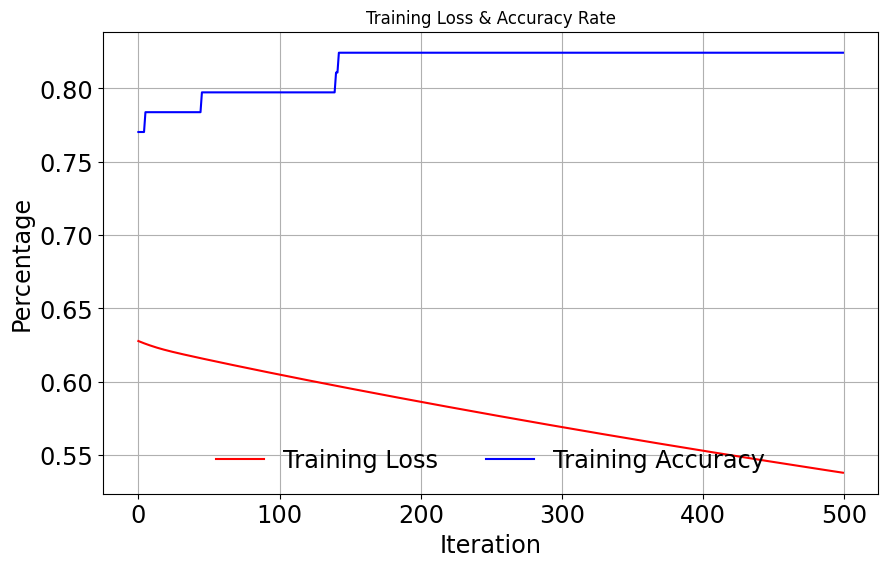 Training Loss & Accuracy Rate
0.80
0.75
0.70
0.65
0.60
0.55
Percentage
Training Loss Training Accuracy
0 100 200 300 400 500
Iteration